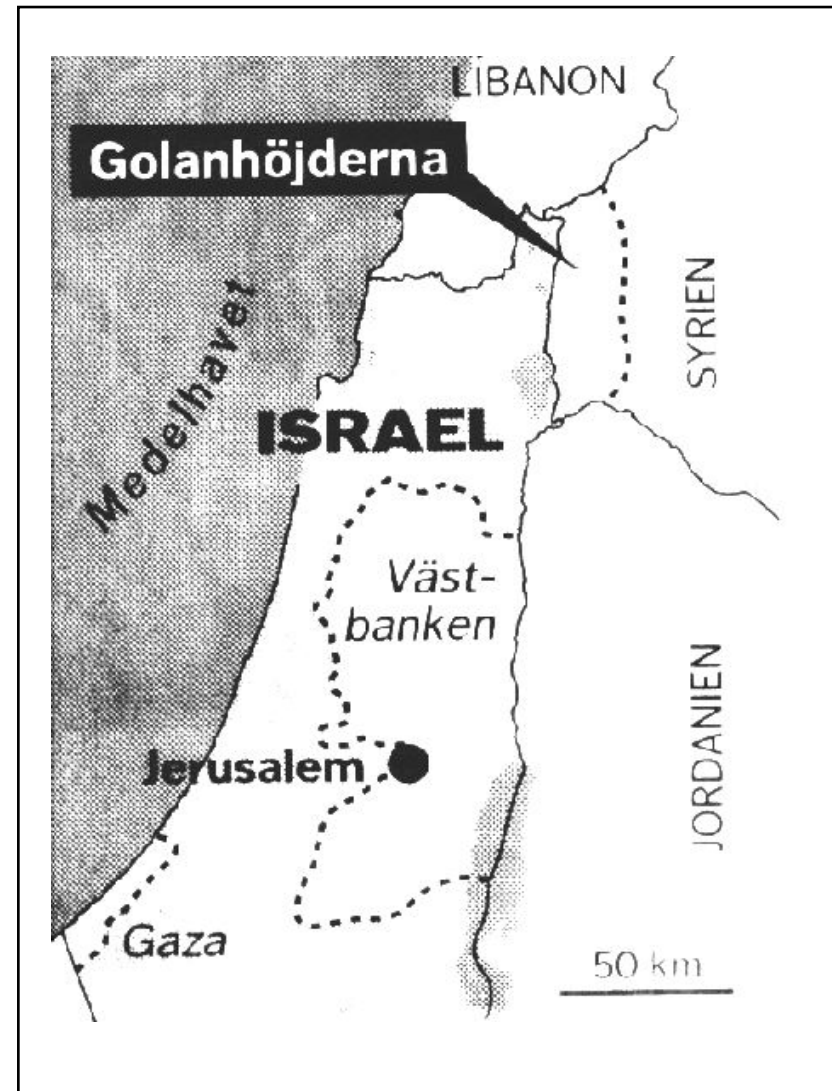 LIBANON
Golanhöjderna
SYRIEN
Medelhavet
ISRAEL
Väst-
banken
Jerusalem
JORDANIEN
Gaza
50 km